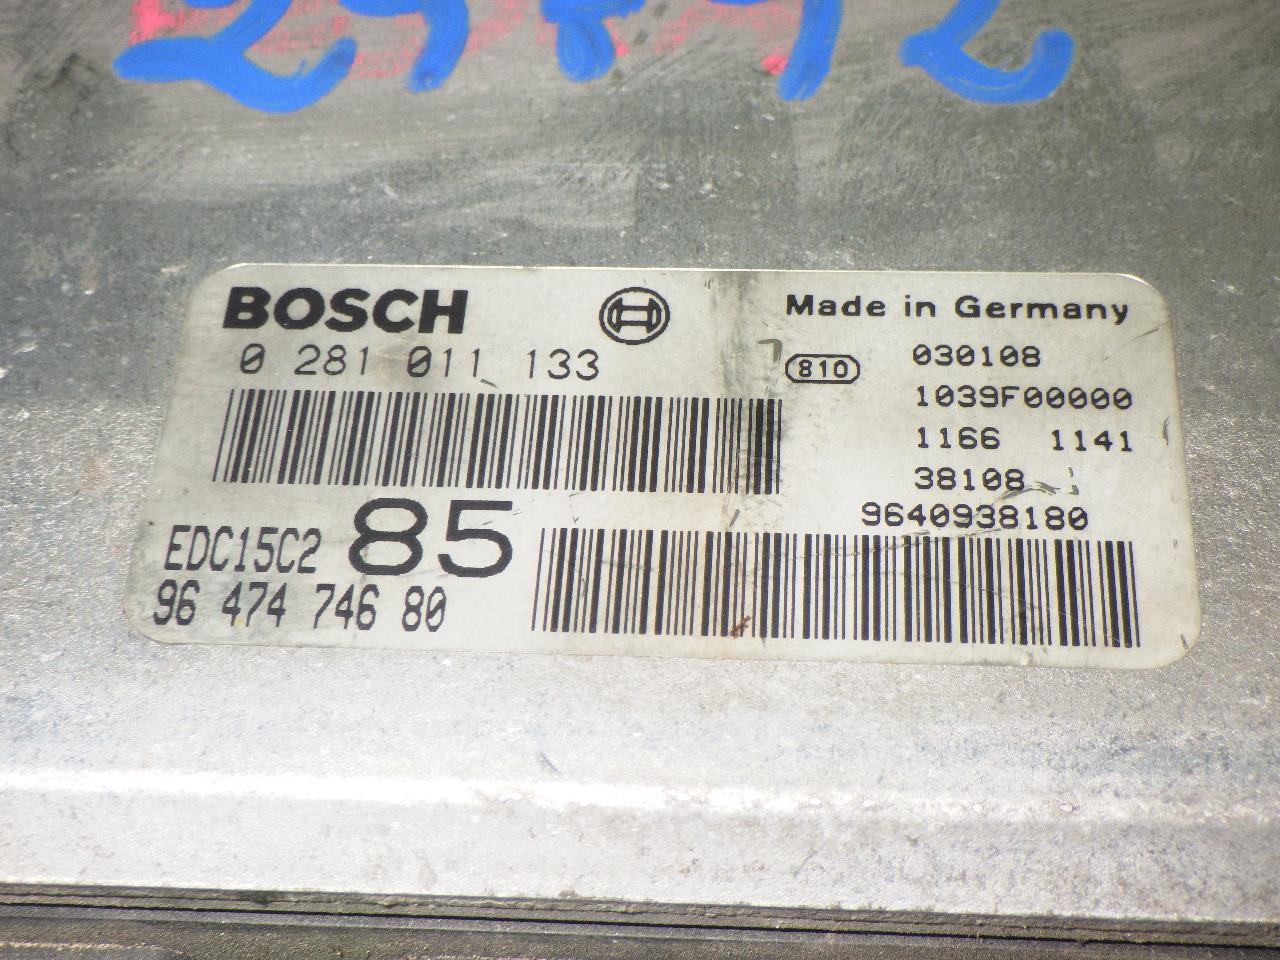 BOSCH
0 281 011 133
Made in Germany
810
030108
1039F00000
1166 1141
38108
9640938180
EDC15C2 85
96 474 746 80